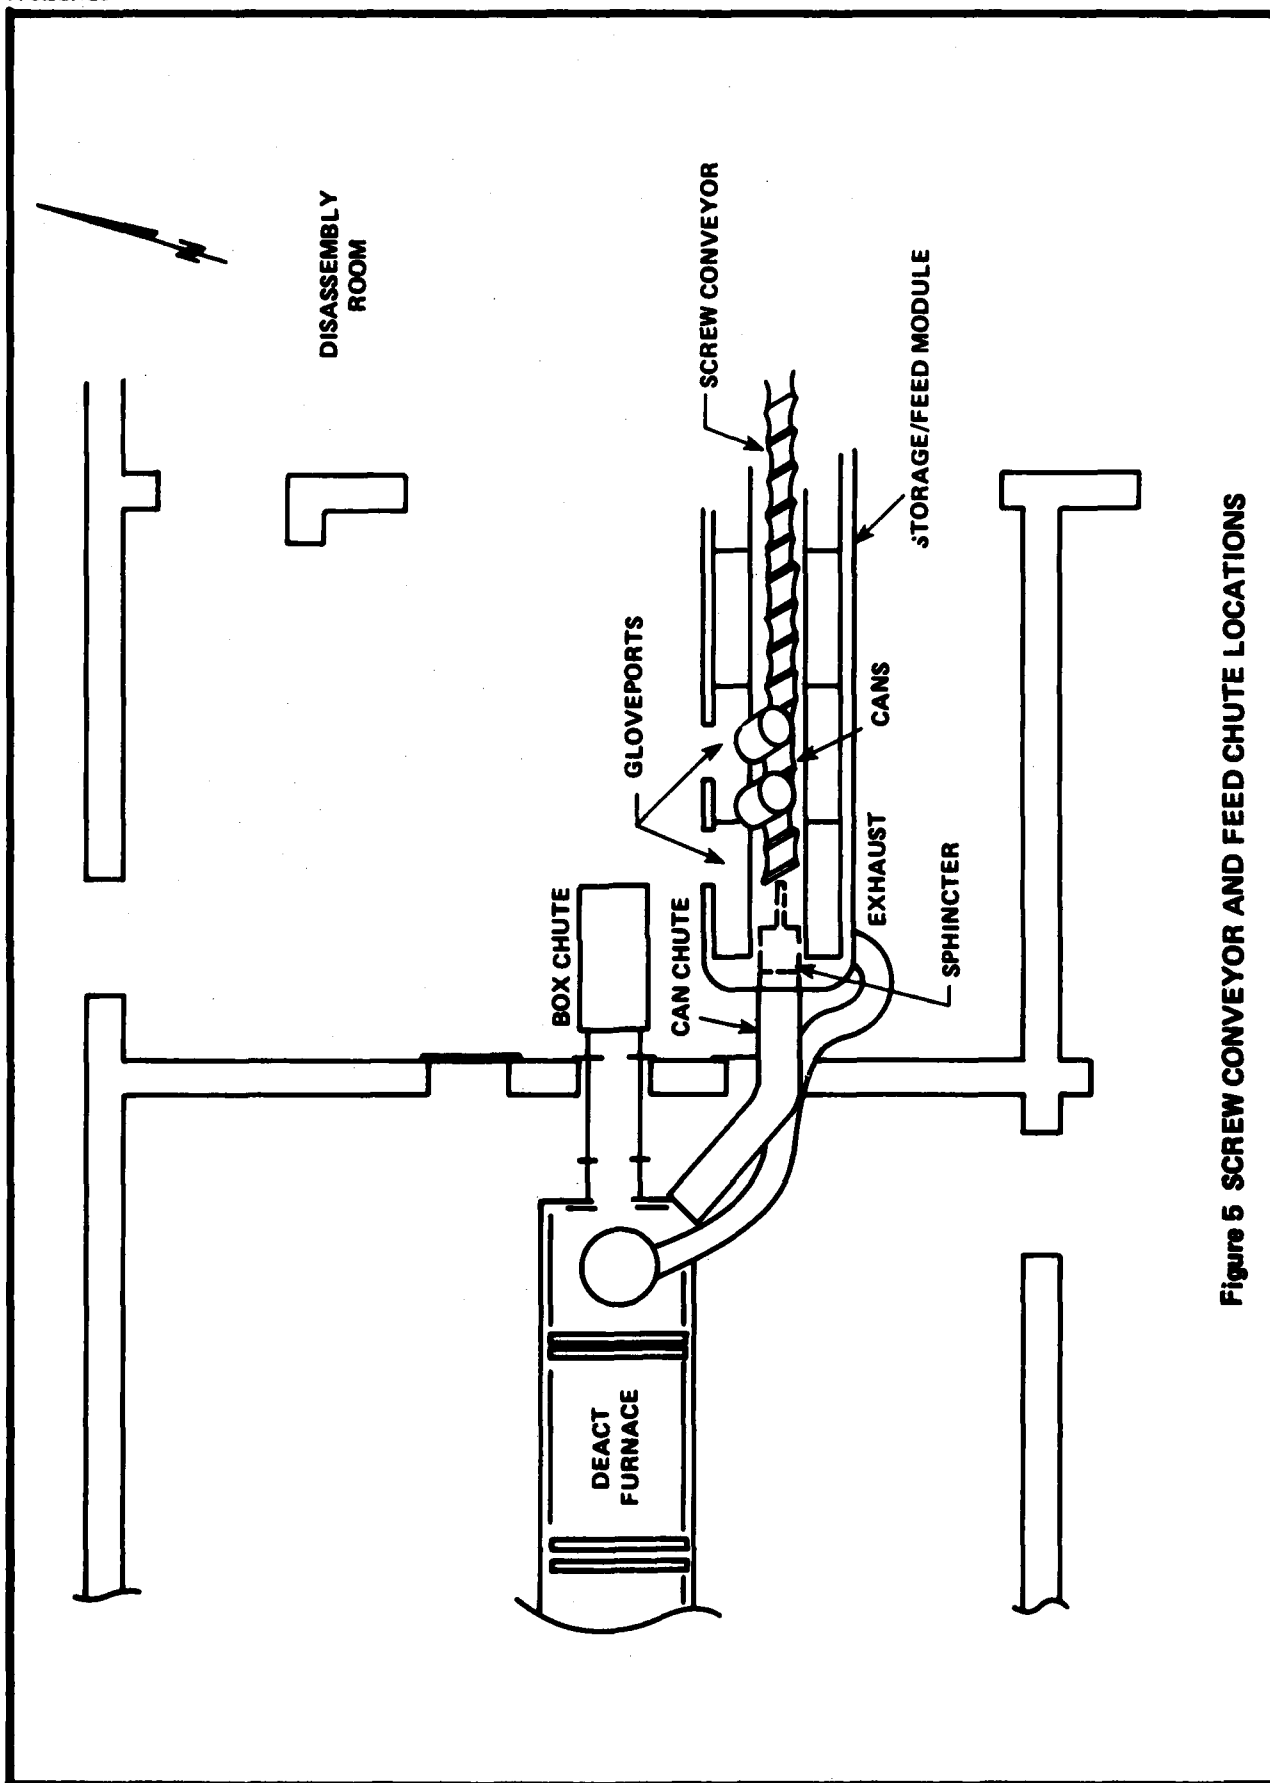 DISASSEMBLY
ROOM
SCREW CONVEYOR
STORAGE/FEED MODULE
GLOVEPORTS
CANS
BOX CHUTE
CAN CHUTE
EXHAUST
SPHINCTER
DEACT
FURNACE
Figure 5 SCREW CONVEYOR AND FEED CHUTE LOCATIONS